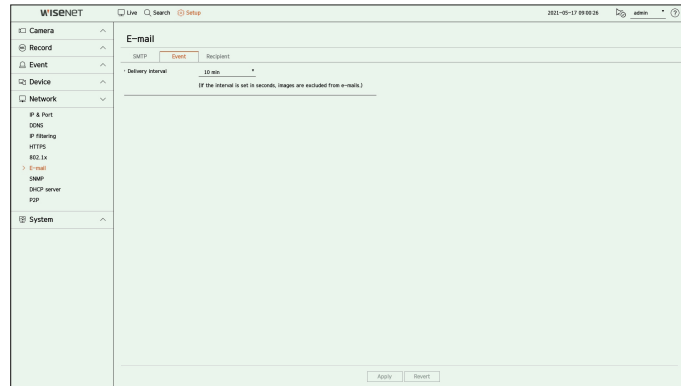 WISENET
Live Search Setup
2021-05-17 09:00:26 admin
Camera
Record
Event
Device
Network
IP & Port
DDNS
IP filtering
HTTPS
802.1x
> E-mail
SNMP
DHCP server
P2P
System
E-mail
SMTP Event Recipient
Delivery interval 10 min
(If the interval is set in seconds, images are excluded from e-mails.)
Apply Revert